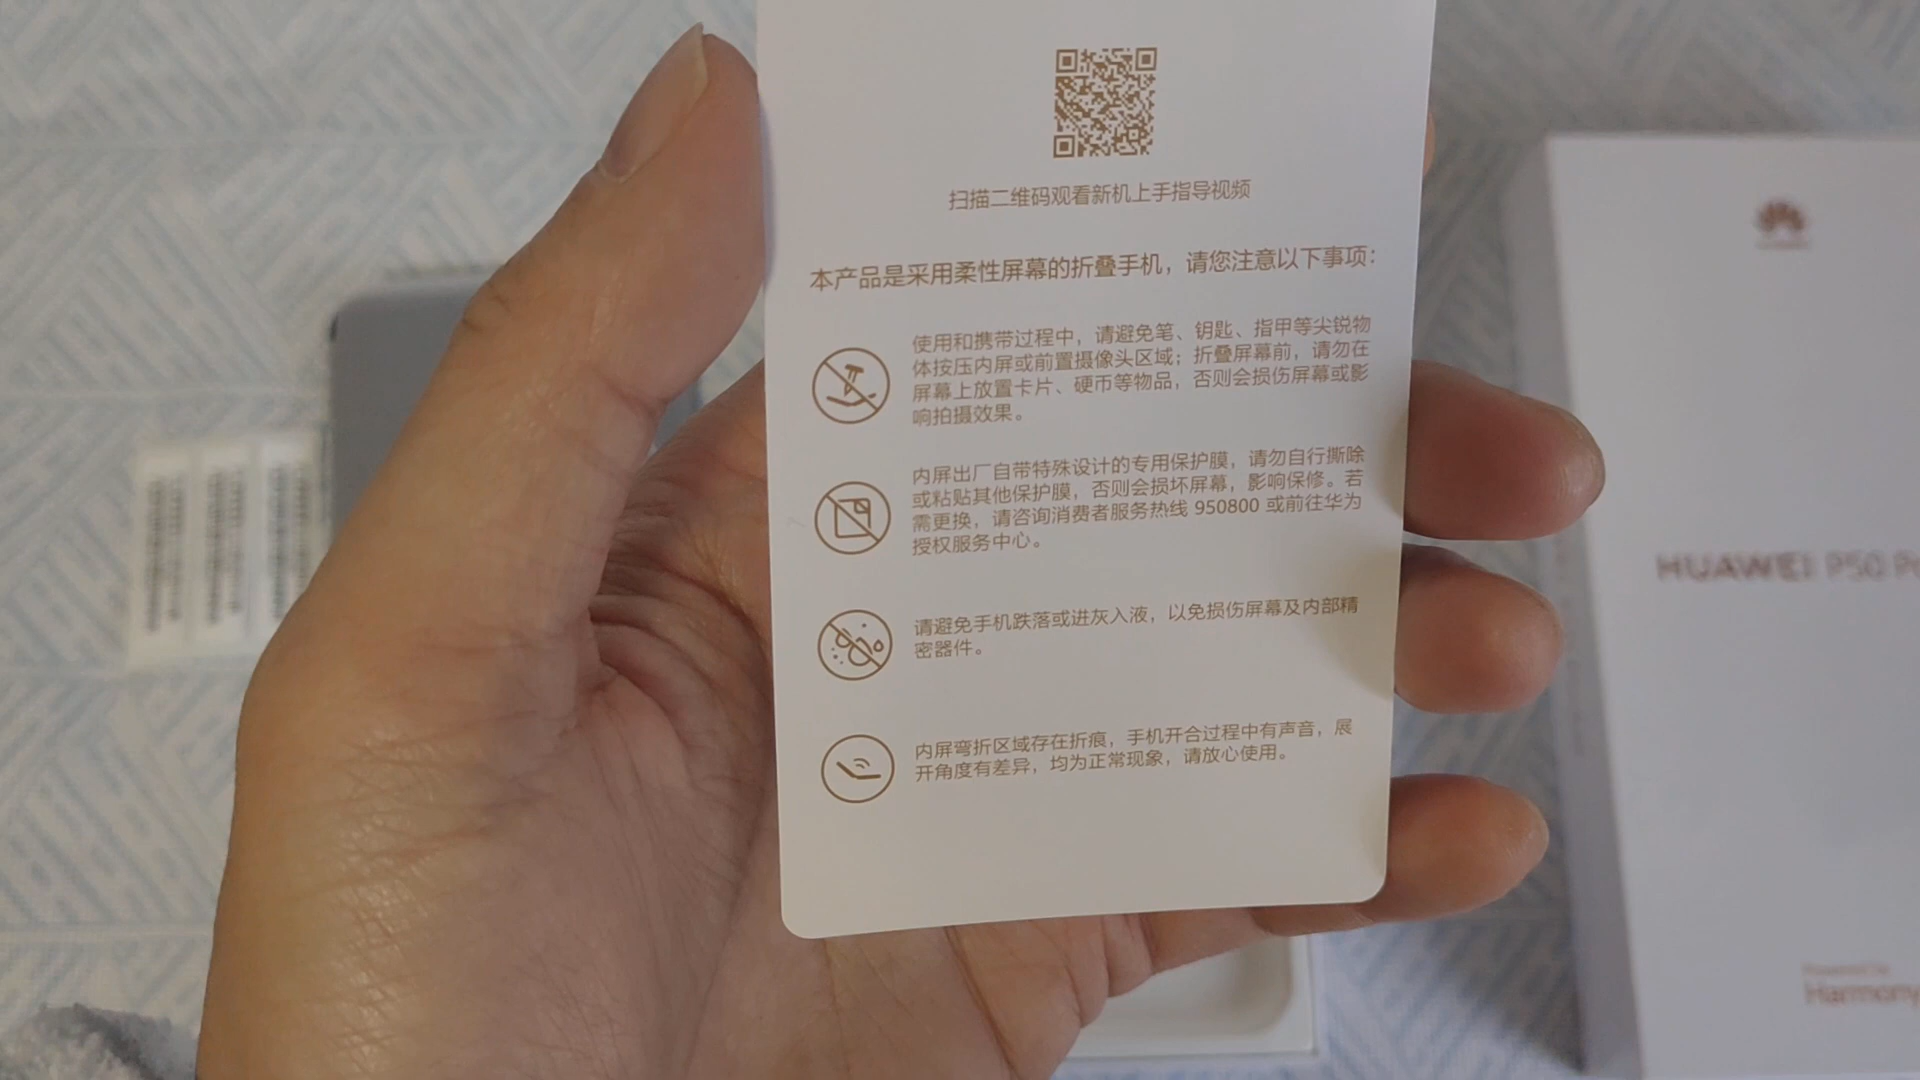 扫描二维码观看新机上手指导视频
本产品是采用柔性屏幕的折叠手机，请您注意以下事项：
使用和携带过程中，请避免笔、钥匙、指甲等尖锐物
体按压内屏或前置摄像头区域；折叠屏幕前，请勿在
屏幕上放置卡片、硬币等物品，否则会损伤屏幕或影
响拍摄效果。
内屏出厂自带特殊设计的专用保护膜，请勿自行撕除
或粘贴其他保护膜，否则会损坏屏幕，影响保修。若
需更换，请咨询消费者服务热线 950800 或前往华为
授权服务中心。
请避免手机跌落或进灰入液，以免损伤屏幕及内部精
密器件。
内屏弯折区域存在折痕，手机开合过程中有声音，展
开角度有差异，均为正常现象，请放心使用。
HUAWEI P50 Po
Powered by
Harmony